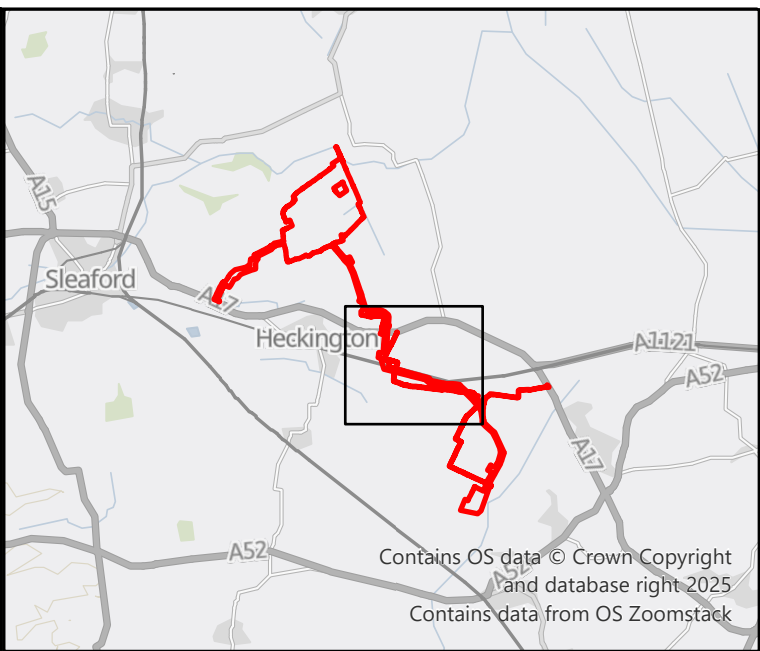 A15
Sleaford
A17
Heckington
A1121
A52
A17
A52
A52
Contains OS data © Crown Copyright
and database right 2025
Contains data from OS Zoomstack